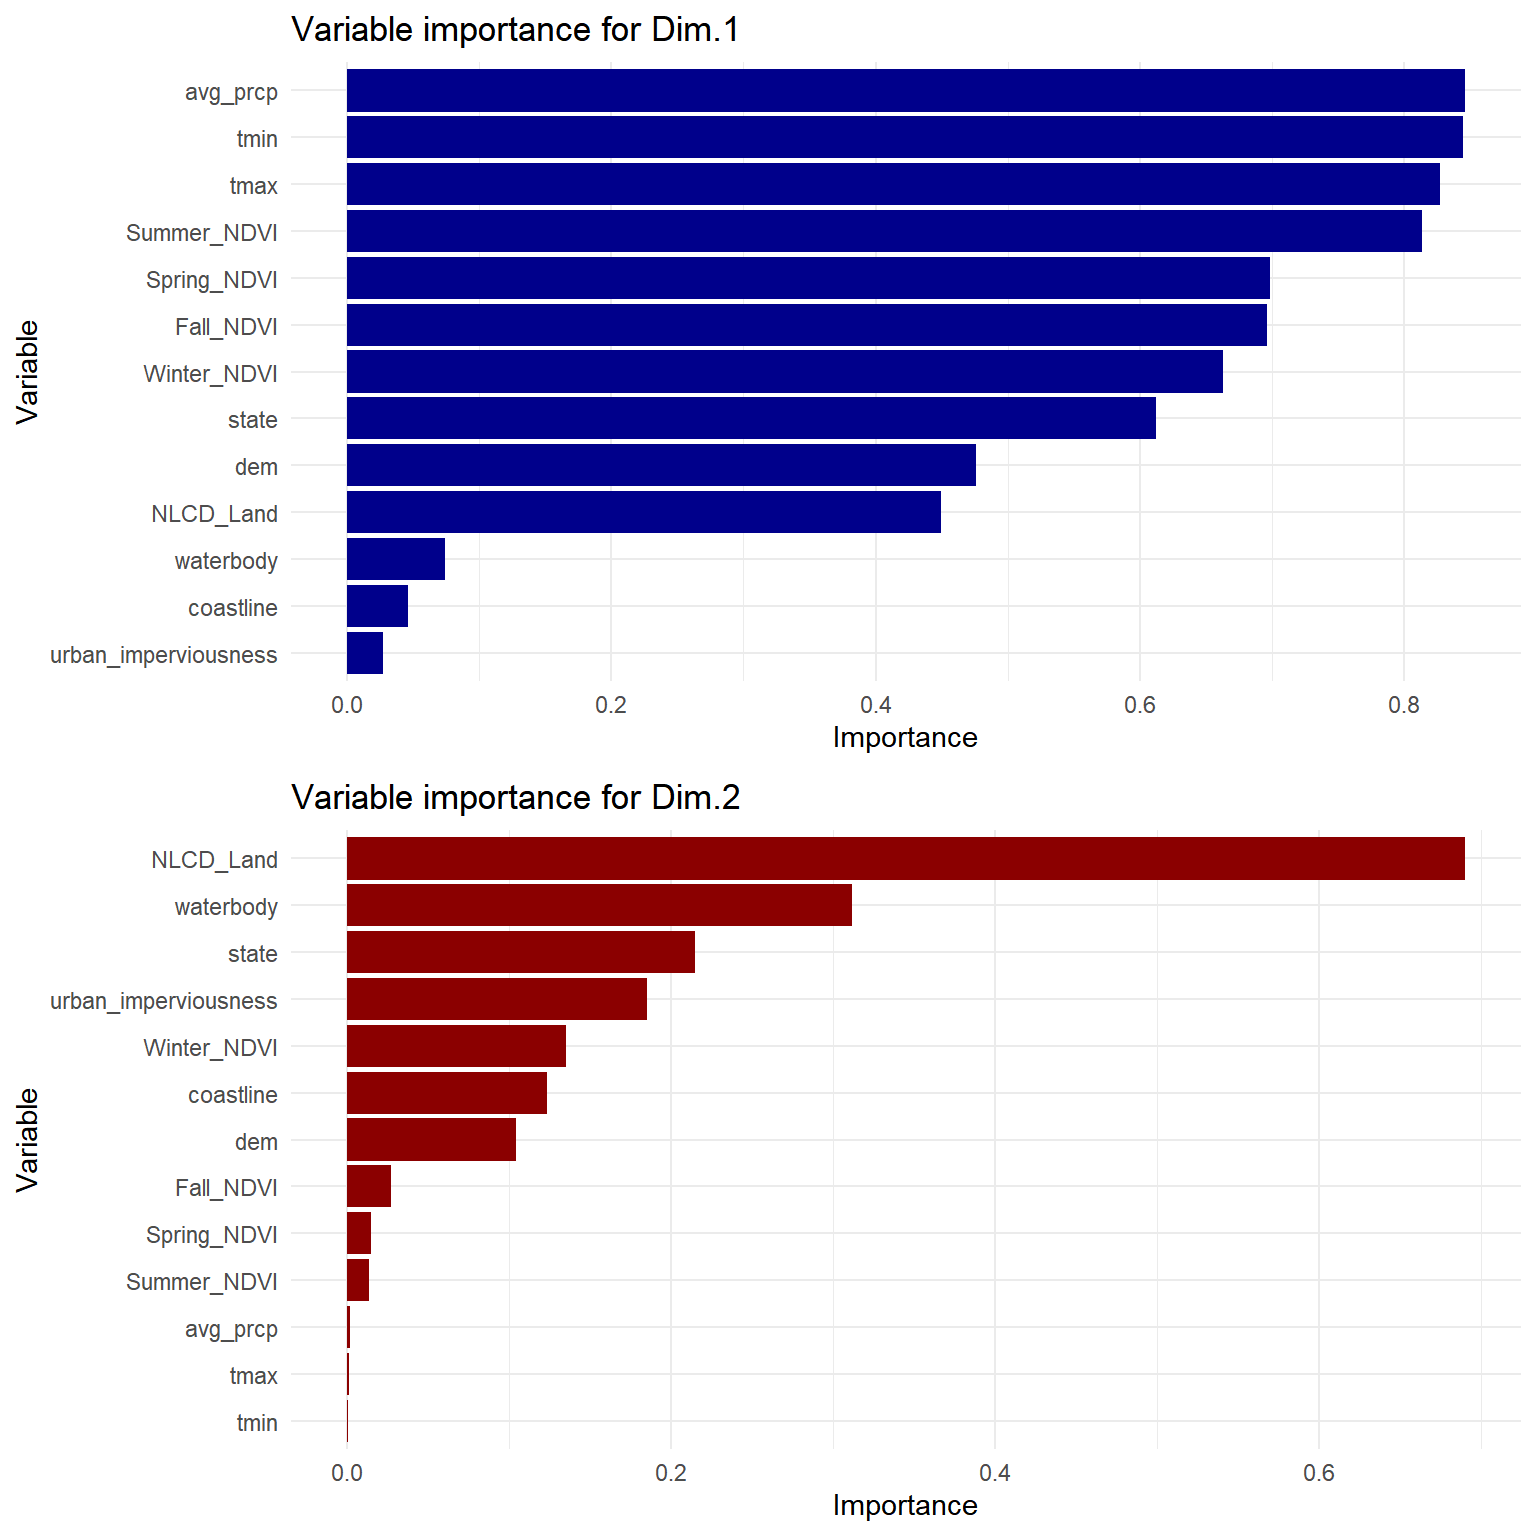 Variable importance for Dim.1
Variable
avg_prcp
tmin
tmax
Summer_NDVI
Spring_NDVI
Fall_NDVI
Winter_NDVI
state
dem
NLCD_Land
waterbody
coastline
urban_imperviousness
0.0 0.2 0.4 0.6 0.8
Importance
Variable importance for Dim.2
Variable
NLCD_Land
waterbody
state
urban_imperviousness
Winter_NDVI
coastline
dem
Fall_NDVI
Spring_NDVI
Summer_NDVI
avg_prcp
tmax
tmin
0.0 0.2 0.4 0.6
Importance